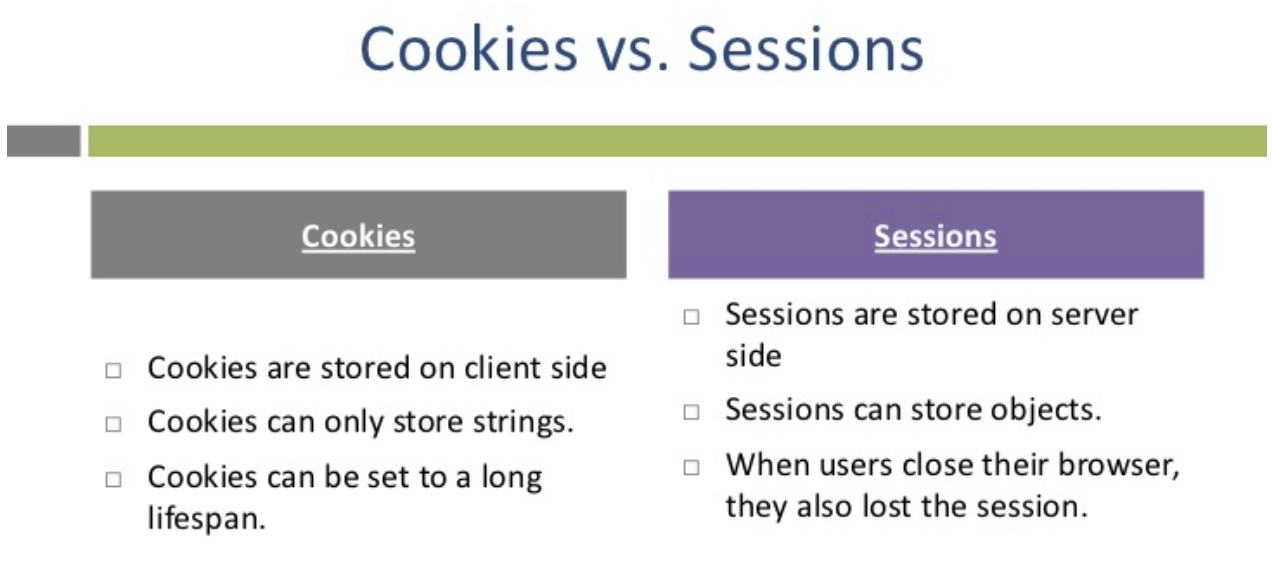 Cookies vs. Sessions
Cookies
Cookies are stored on client side
Cookies can only store strings.
Cookies can be set to a long
lifespan.
Sessions
Sessions are stored on server
side
Sessions can store objects.
When users close their browser,
they also lost the session.